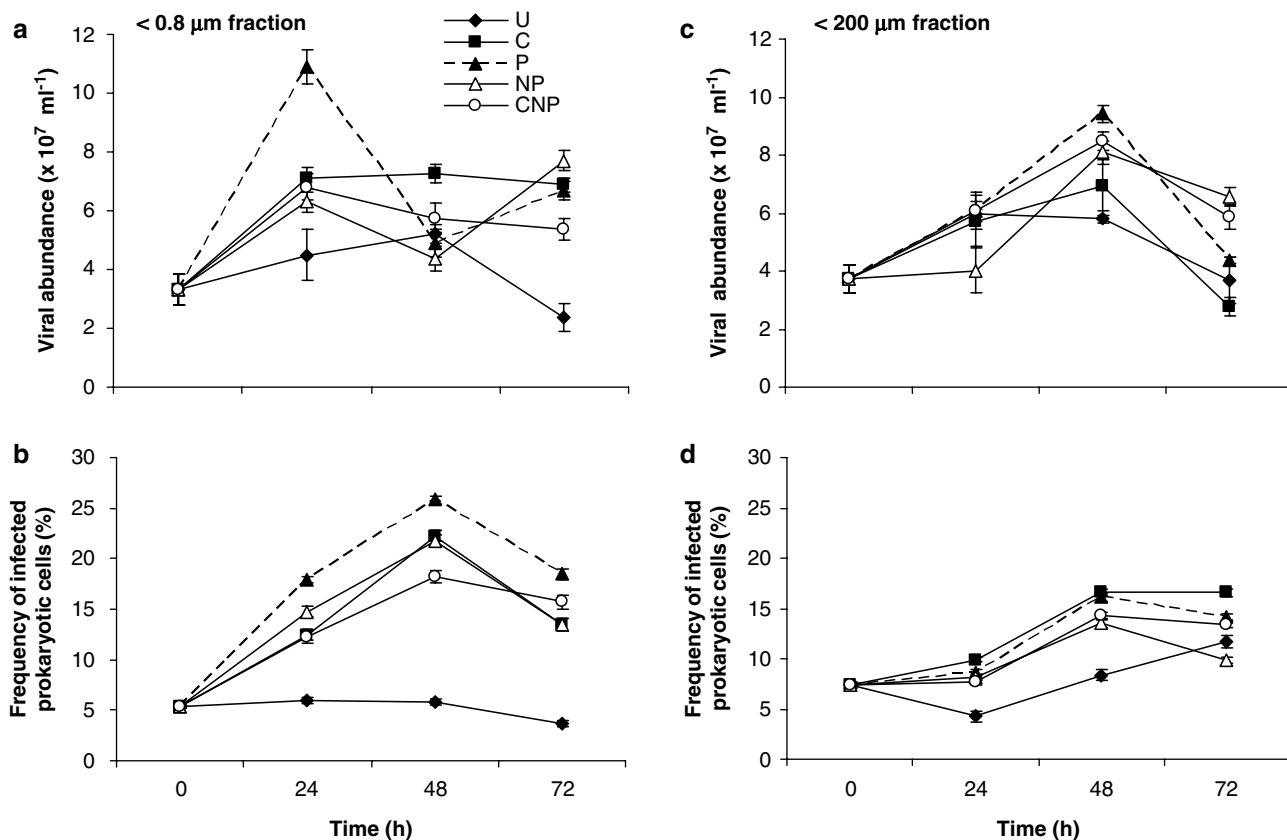 a
< 0.8 µm fraction
U
C
P
NP
CNP
Viral abundance (x 10⁷ ml⁻¹)
12
10
8
6
4
2
0
c
< 200 µm fraction
Viral abundance (x 10⁷ ml⁻¹)
12
10
8
6
4
2
0
b
Frequency of infected
prokaryotic cells (%)
30
25
20
15
10
5
0
0 24 48 72
Time (h)
d
Frequency of infected
prokaryotic cells (%)
30
25
20
15
10
5
0
0 24 48 72
Time (h)